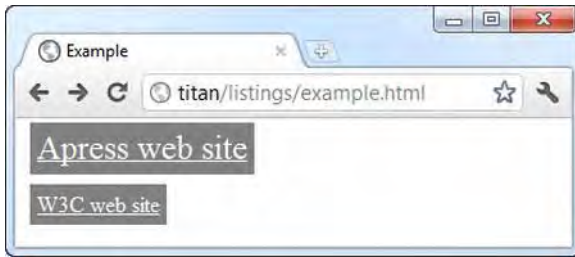 Example
titan/listings/example.html
Apress web site
W3C web site